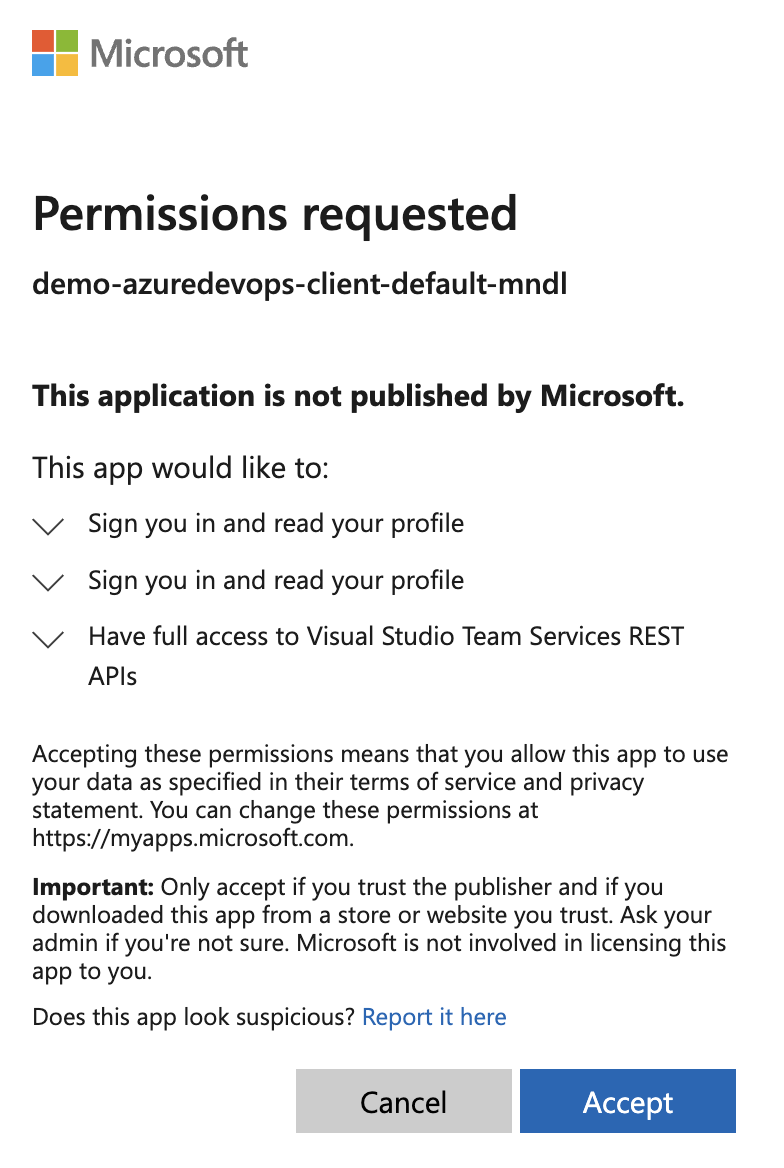 Microsoft
Permissions requested
demo-azuredevops-client-default-mndl
This application is not published by Microsoft.
This app would like to:
Sign you in and read your profile
Sign you in and read your profile
Have full access to Visual Studio Team Services REST
APIs
Accepting these permissions means that you allow this app to use
your data as specified in their terms of service and privacy
statement. You can change these permissions at
https://myapps.microsoft.com.
Important: Only accept if you trust the publisher and if you
downloaded this app from a store or website you trust. Ask your
admin if you're not sure. Microsoft is not involved in licensing this
app to you.
Does this app look suspicious? Report it here
Cancel
Accept